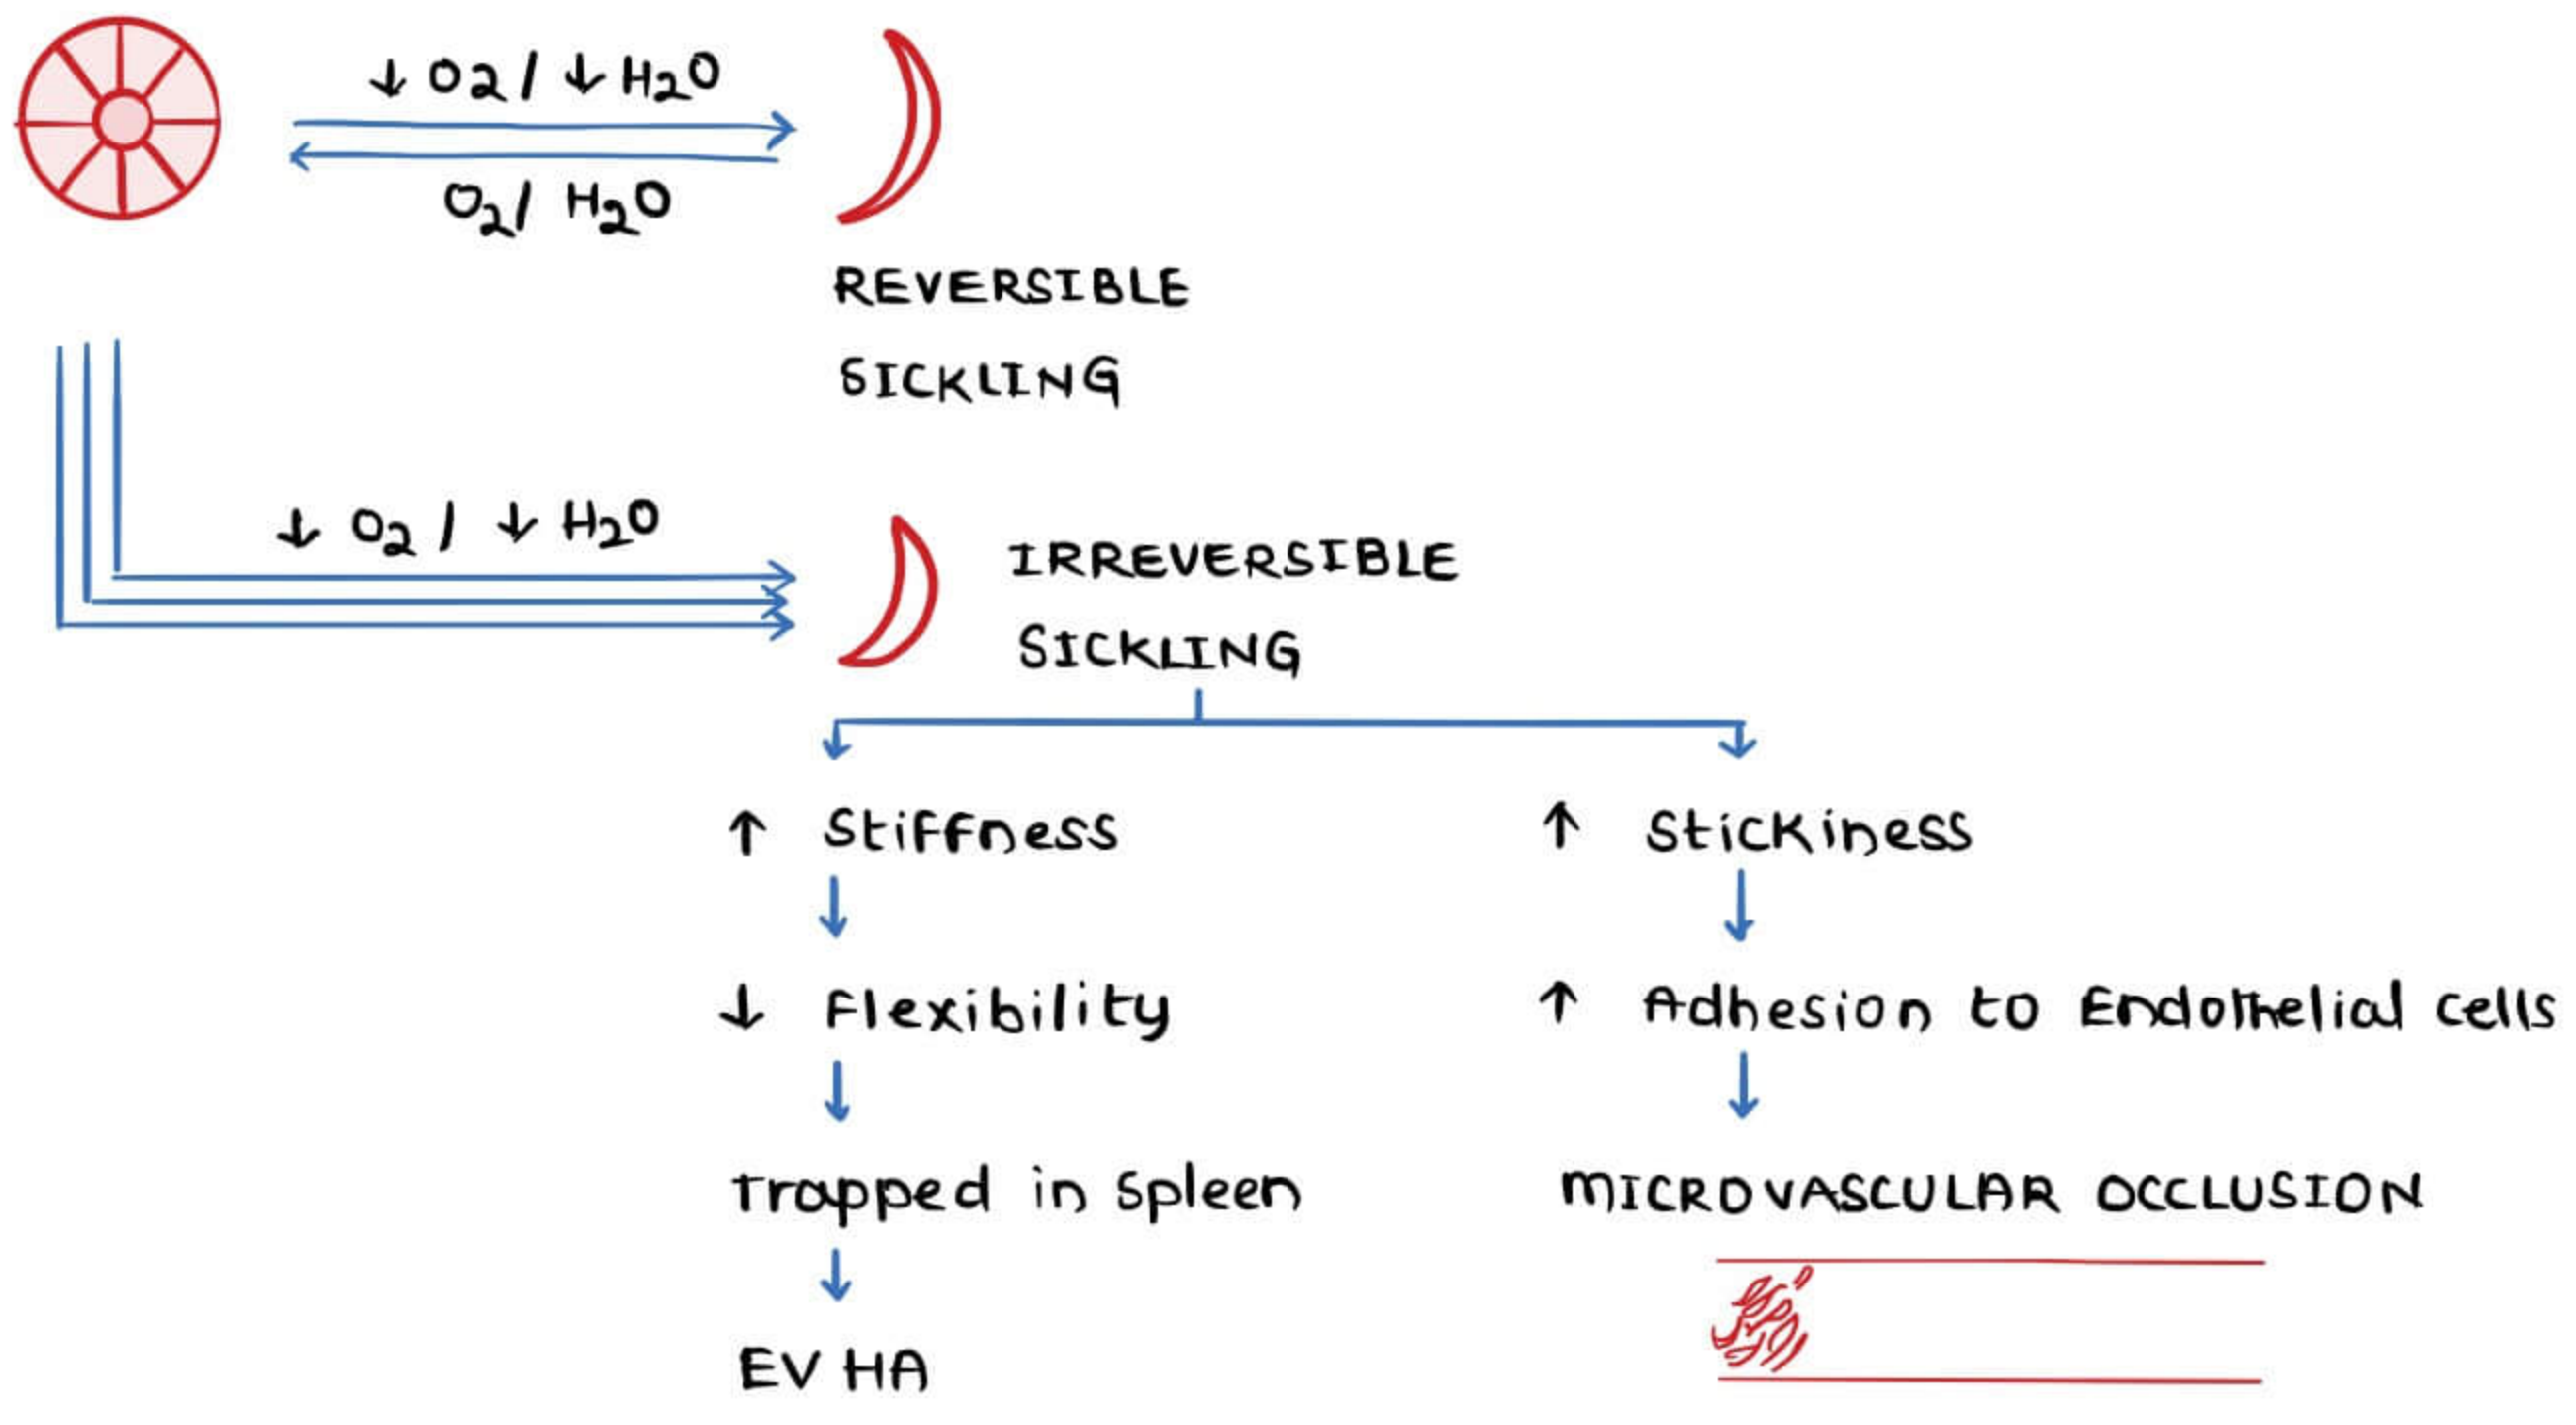 ↓ O2 / ↓ H2O
O2 / H2O
REVERSIBLE
SICKLING
↓ O2 / ↓ H2O
IRREVERSIBLE
SICKLING
↑ Stiffness
↑ Stickiness
↓ Flexibility
↑ Adhesion to Endothelial cells
Trapped in Spleen
MICROVASCULAR OCCLUSION
EV HA